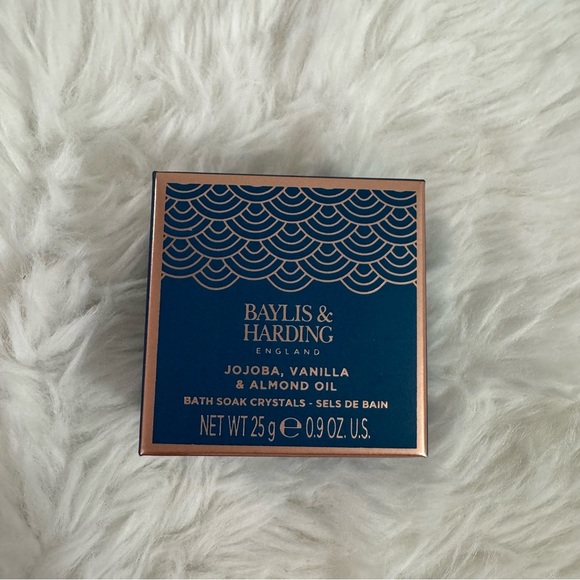 BAYLIS &
HARDING
ENGLAND
JOJOBA, VANILLA
& ALMOND OIL
BATH SOAK CRYSTALS - SELS DE BAIN
NET WT 25 g ℮ 0.9 OZ. U.S.